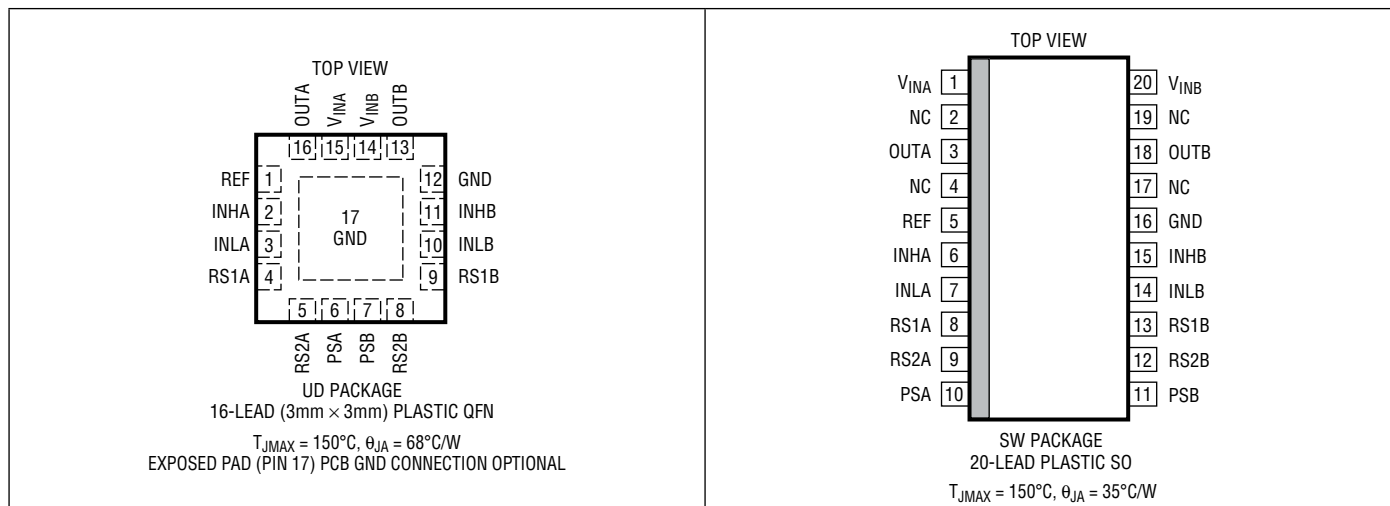 TOP VIEW
OUTA VINA VINB OUTB
16 15 14 13
REF 1 12 GND
INHA 2 11 INHB
17
GND
INLA 3 10 INLB
RS1A 4 9 RS1B
5 6 7 8
RS2A PSA PSB RS2B
UD PACKAGE
16-LEAD (3mm × 3mm) PLASTIC QFN
TJMAX = 150°C, θJA = 68°C/W
EXPOSED PAD (PIN 17) PCB GND CONNECTION OPTIONAL
TOP VIEW
VINA 1 20 VINB
NC 2 19 NC
OUTA 3 18 OUTB
NC 4 17 NC
REF 5 16 GND
INHA 6 15 INHB
INLA 7 14 INLB
RS1A 8 13 RS1B
RS2A 9 12 RS2B
PSA 10 11 PSB
SW PACKAGE
20-LEAD PLASTIC SO
TJMAX = 150°C, θJA = 35°C/W